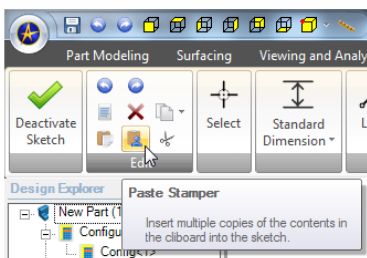 Part Modeling Surfacing Viewing and Analy
Deactivate
Sketch
Select
Standard
Dimension
Edit
Design Explorer
New Part (1
Configu
Config<1>
Paste Stamper
Insert multiple copies of the contents in
the cliboard into the sketch.